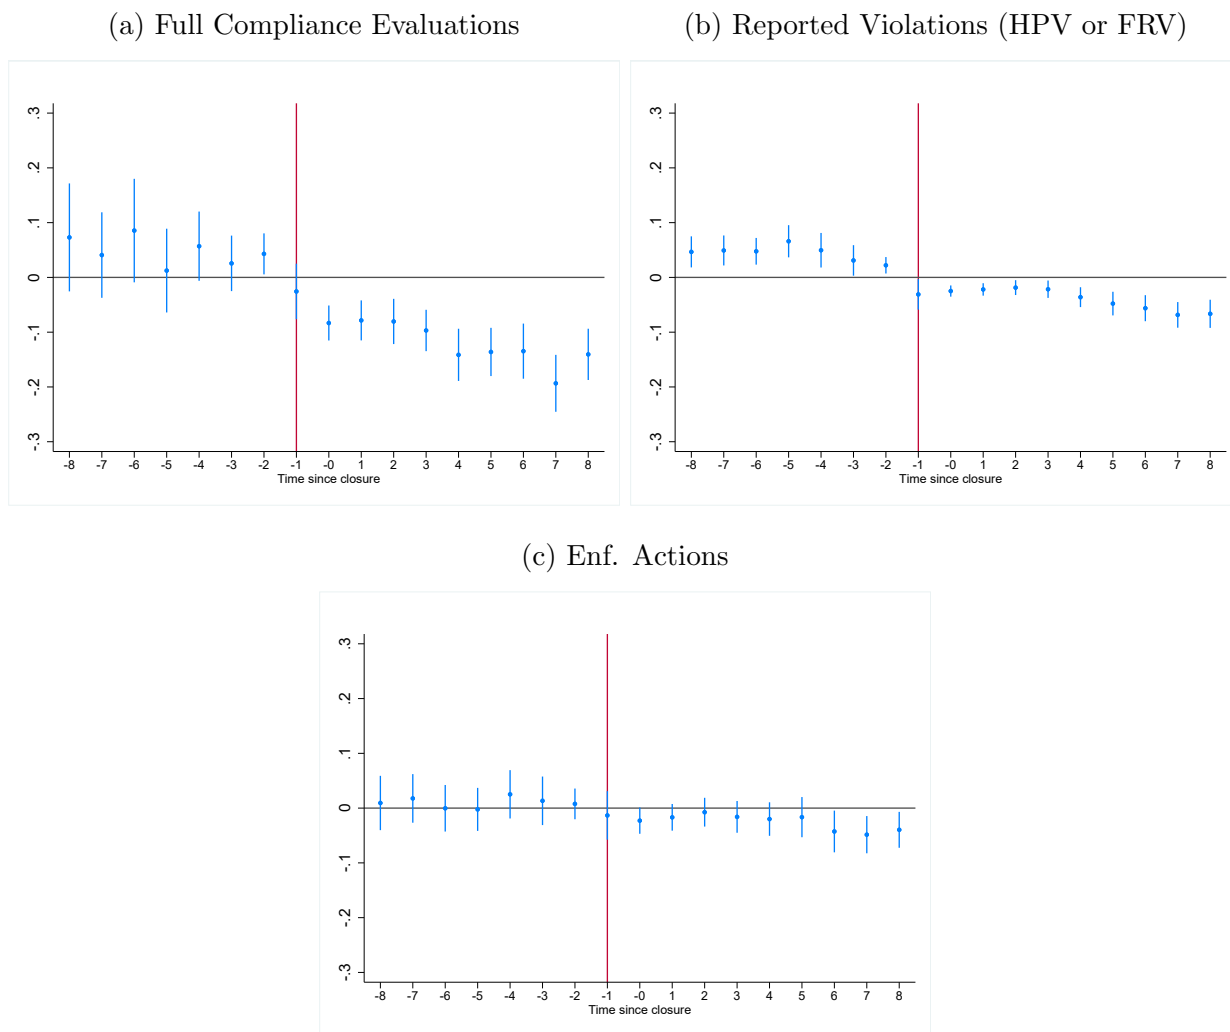 (a) Full Compliance Evaluations
(b) Reported Violations (HPV or FRV)
.3
.2
.1
0
-.1
-.2
-.3
-8 -7 -6 -5 -4 -3 -2 -1 -0 1 2 3 4 5 6 7 8
Time since closure
.3
.2
.1
0
-.1
-.2
-.3
-8 -7 -6 -5 -4 -3 -2 -1 -0 1 2 3 4 5 6 7 8
Time since closure
(c) Enf. Actions
.3
.2
.1
0
-.1
-.2
-.3
-8 -7 -6 -5 -4 -3 -2 -1 -0 1 2 3 4 5 6 7 8
Time since closure